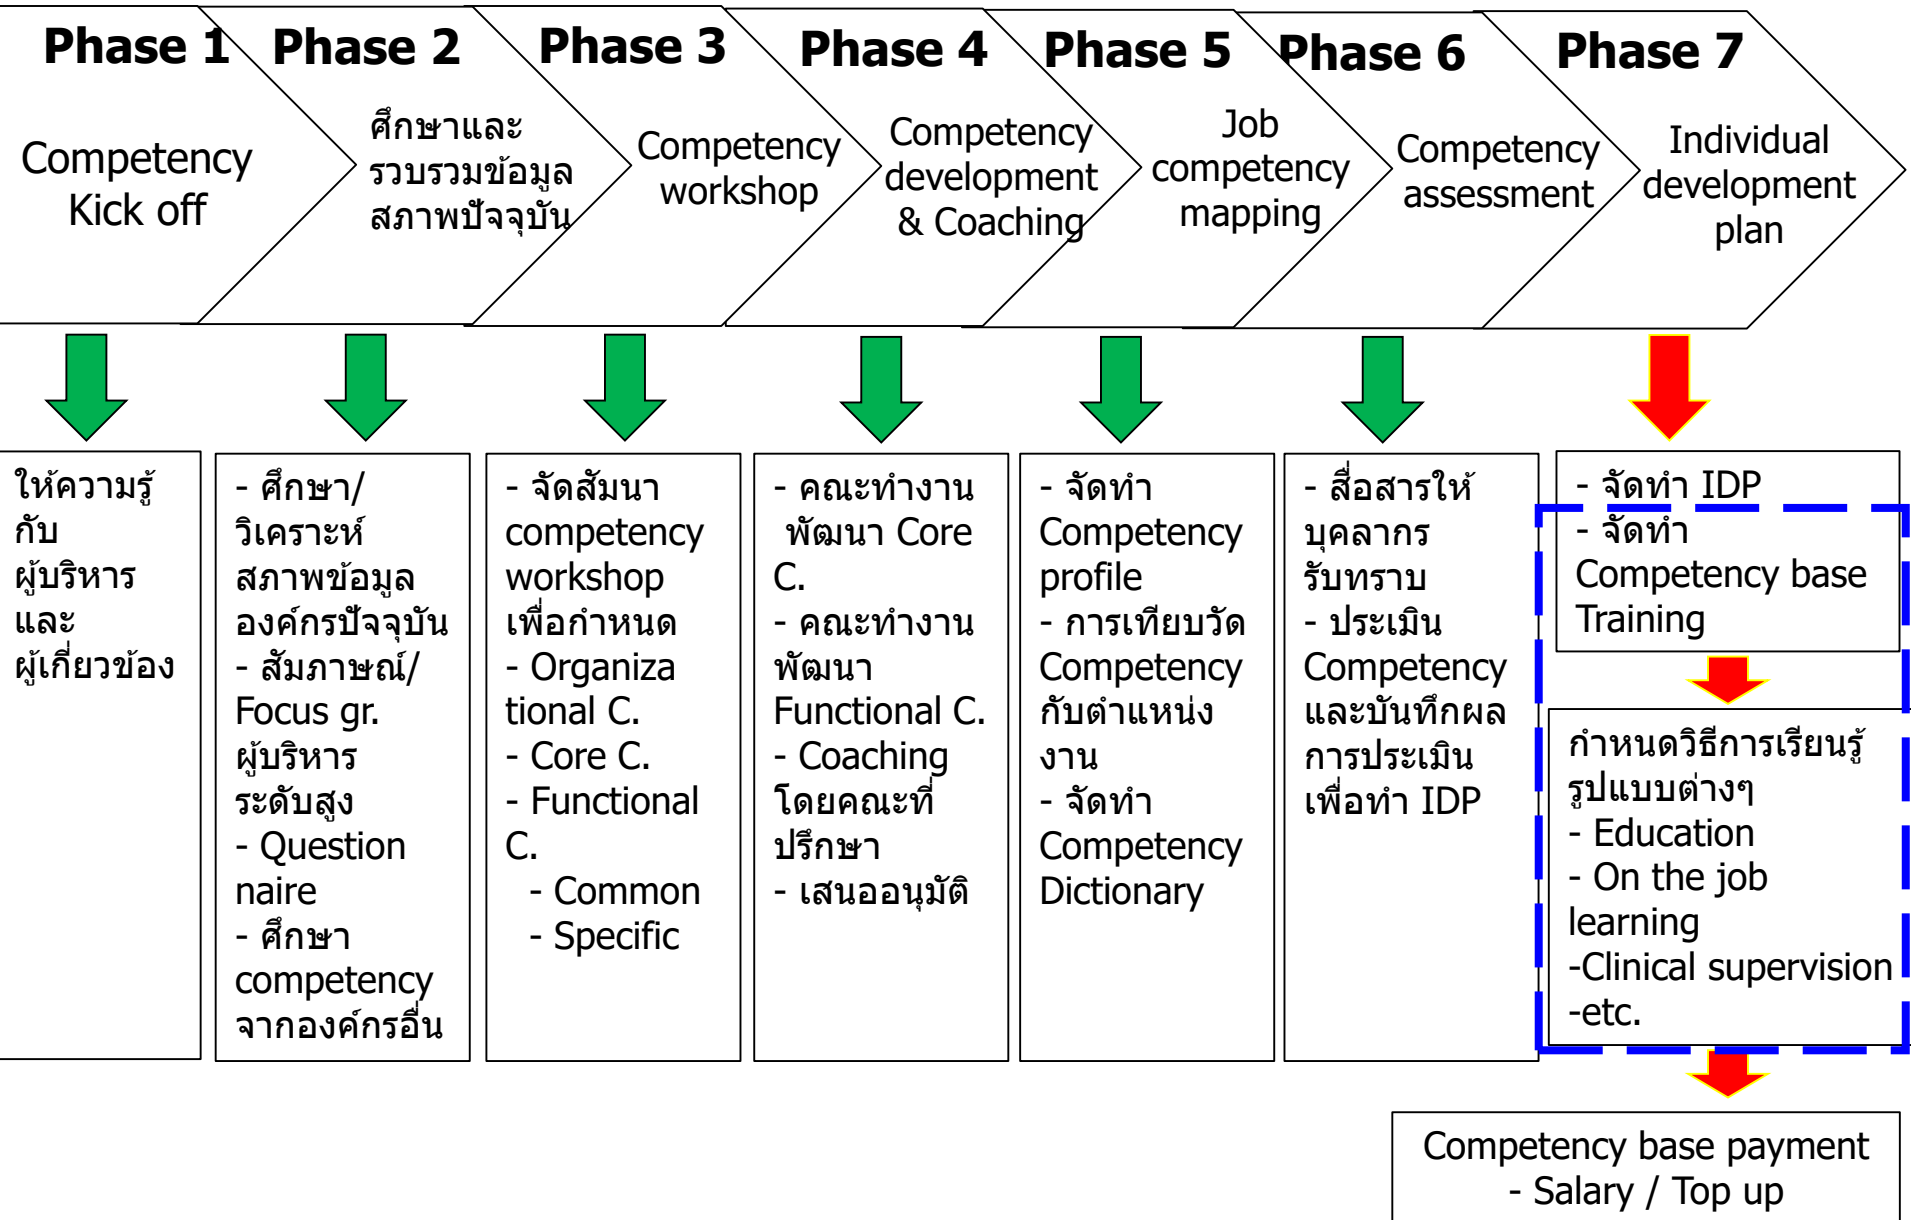 Phase 1
Competency
Kick off
Phase 2
ศึกษาและ
รวบรวมข้อมูล
สภาพปัจจุบัน
Phase 3
Competency
workshop
Phase 4
Competency
development
& Coaching
Phase 5
Job
competency
mapping
Phase 6
Competency
assessment
Phase 7
Individual
development
plan
ให้ความรู้
กับ
ผู้บริหาร
และ
ผู้เกี่ยวข้อง
- ศึกษา/
วิเคราะห์
สภาพข้อมูล
องค์กรปัจจุบัน
- สัมภาษณ์/
Focus gr.
ผู้บริหาร
ระดับสูง
- Question
naire
- ศึกษา
competency
จากองค์กรอื่น
- จัดสัมนา
competency
workshop
เพื่อกำหนด
- Organiza
tional C.
- Core C.
- Functional
C.
- Common
- Specific
- คณะทำงาน
พัฒนา Core
C.
- คณะทำงาน
พัฒนา
Functional C.
- Coaching
โดยคณะที่
ปรึกษา
- เสนออนุมัติ
- จัดทำ
Competency
profile
- การเทียบวัด
Competency
กับตำแหน่ง
งาน
- จัดทำ
Competency
Dictionary
- สื่อสารให้
บุคลากร
รับทราบ
- ประเมิน
Competency
และบันทึกผล
การประเมิน
เพื่อทำ IDP
- จัดทำ IDP
- จัดทำ
Competency base
Training
กำหนดวิธีการเรียนรู้
รูปแบบต่างๆ
- Education
- On the job
learning
-Clinical supervision
-etc.
Competency base payment
- Salary / Top up